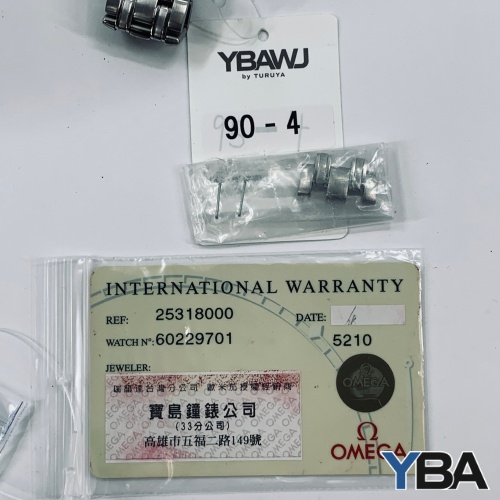 YBAWJ
by TURUYA
90-4
INTERNATIONAL WARRANTY
REF: 25318000 DATE:
WATCH Nº: 60229701 5210
JEWELER:
寶島鐘錶公司
(33分公司)
高雄市五福二路149號
OMEGA
Ω
OMEGA
YBA